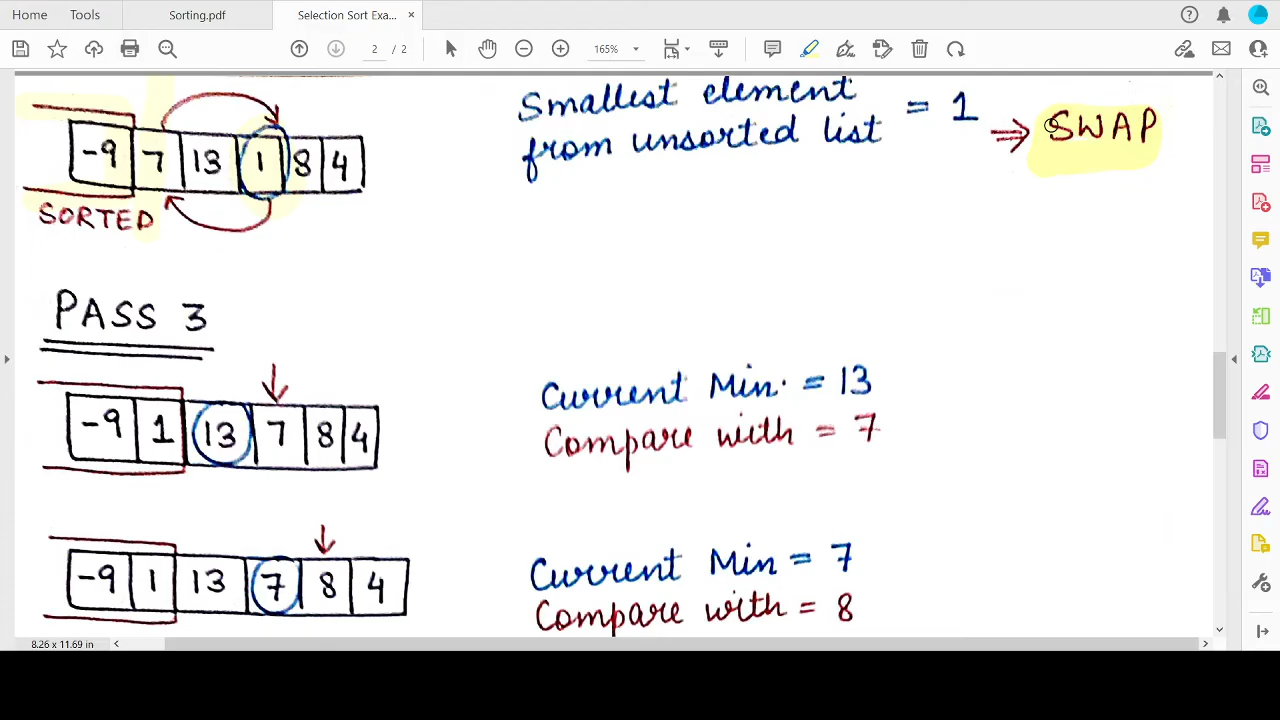 Home Tools Sorting.pdf Selection Sort Exa... ×
2 / 2 165%
Smallest element
from unsorted list = 1 ⇒ SWAP
-9 7 13 1 8 4
SORTED
PASS 3
-9 1 13 7 8 4
Current Min. = 13
Compare with = 7
-9 1 13 7 8 4
Current Min = 7
Compare with = 8
8.26 x 11.69 in